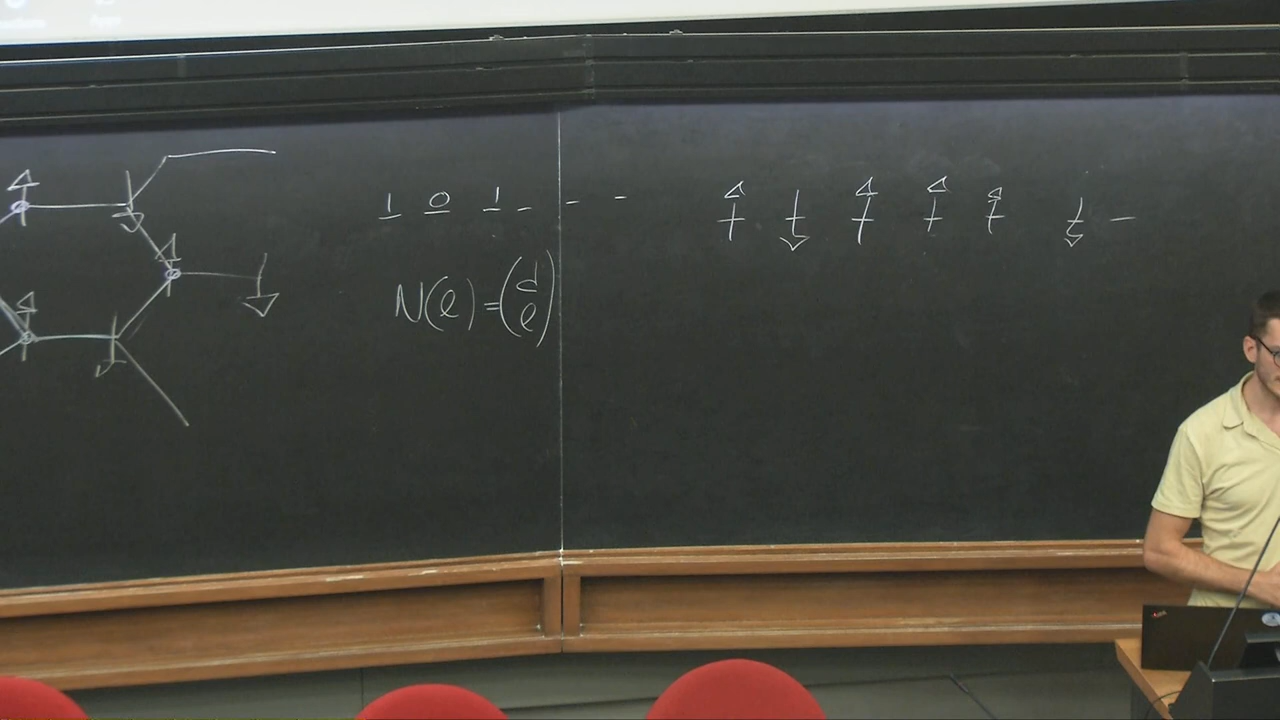 1 0 1 _ _ _
N(l) = (d l)